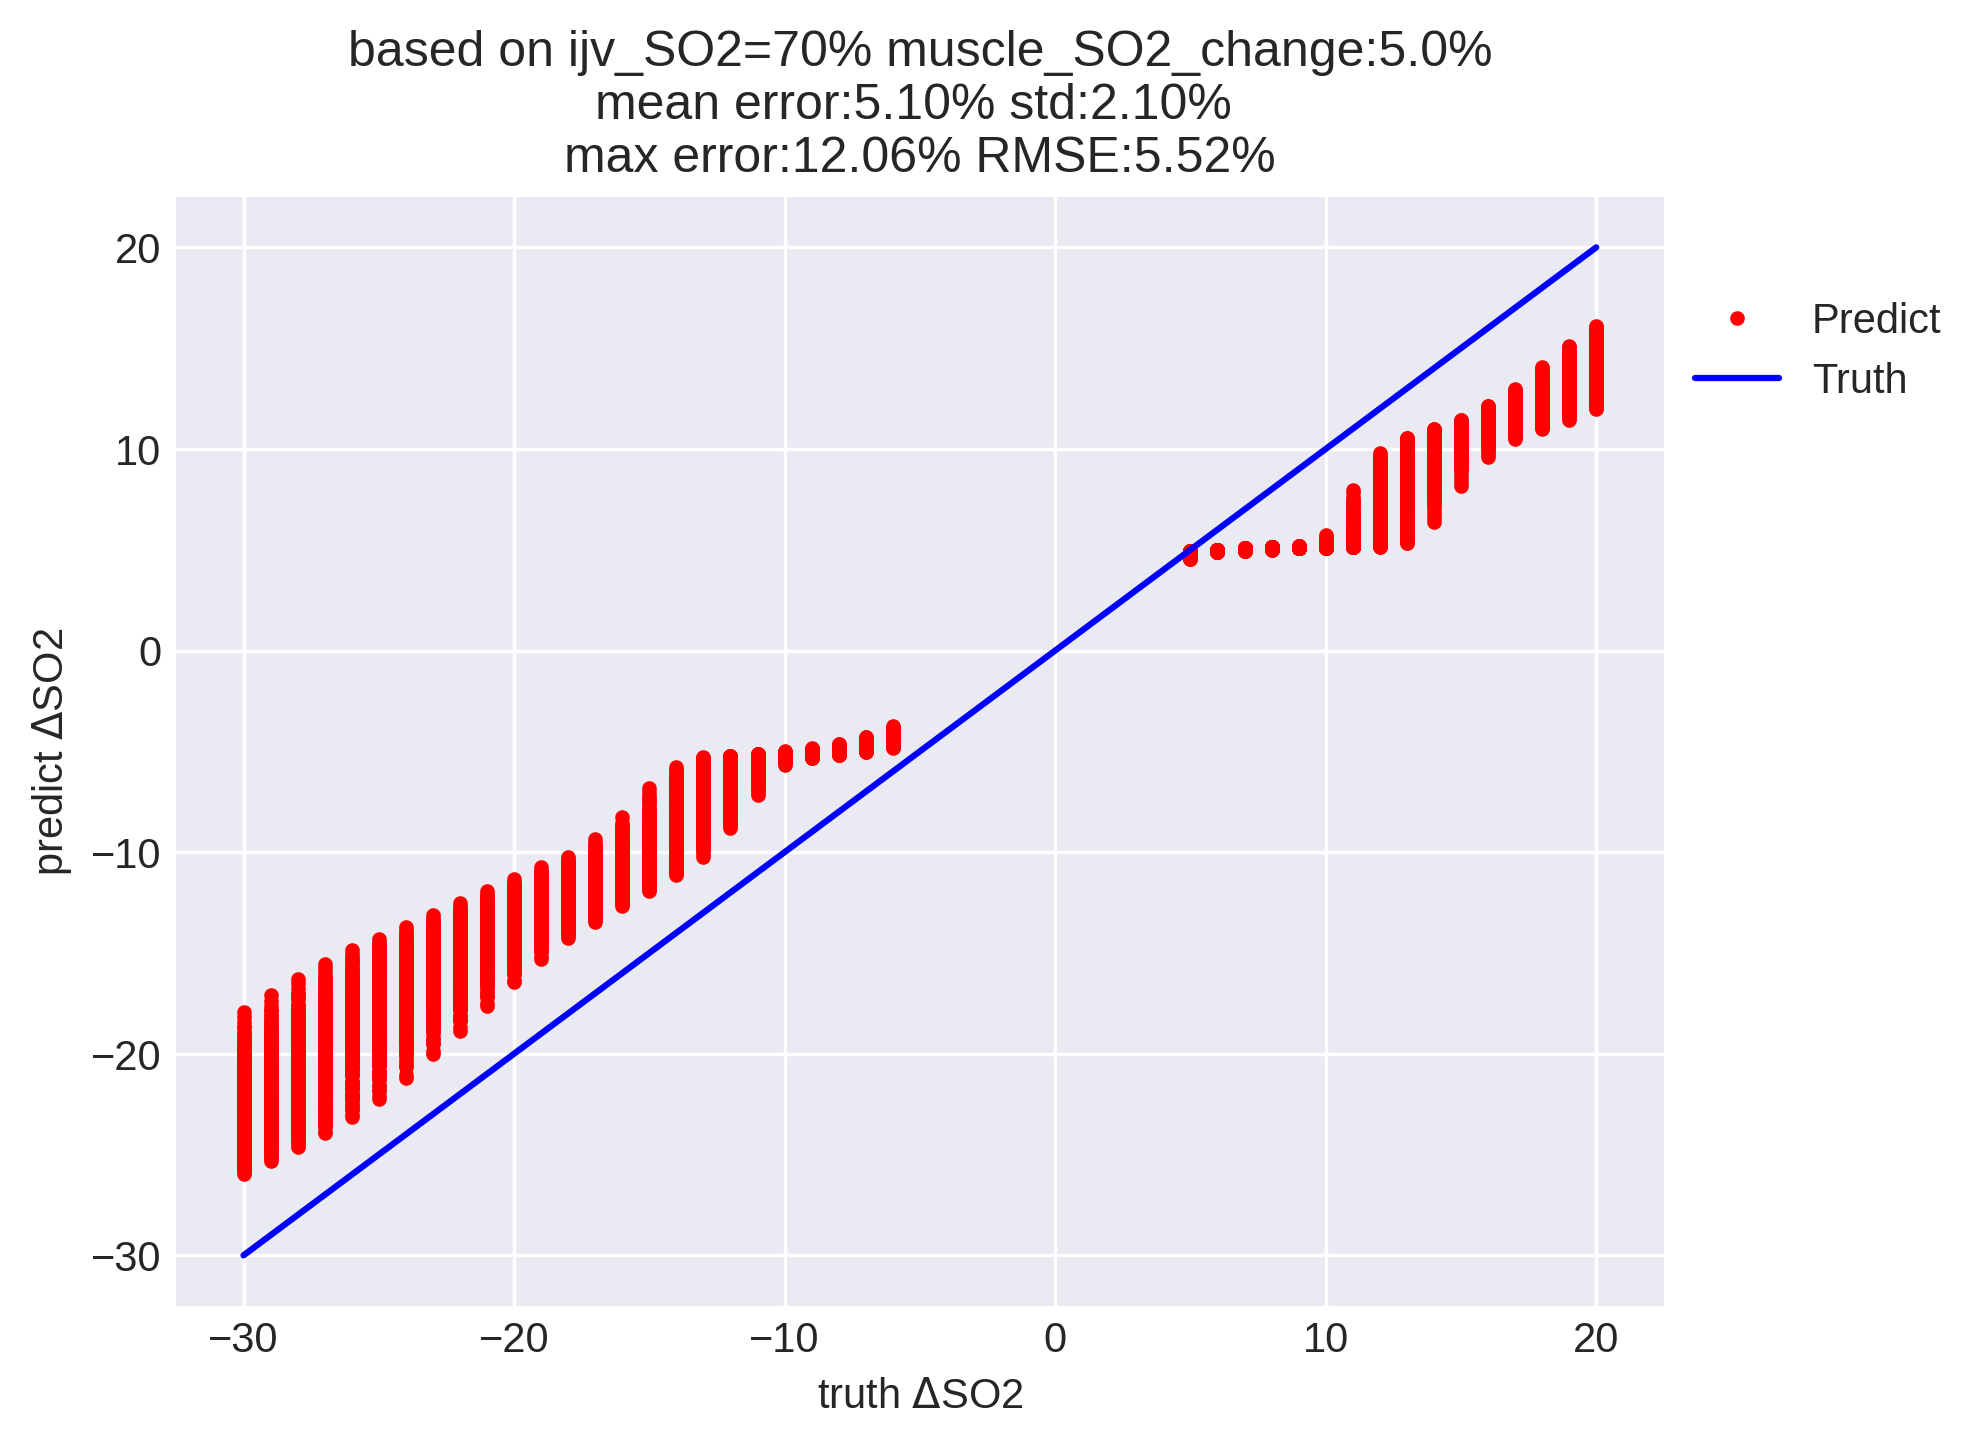 based on ijv_SO2=70% muscle_SO2_change:5.0%
mean error:5.10% std:2.10%
max error:12.06% RMSE:5.52%
20
10
0
−10
−20
−30
predict ΔSO2
−30
−20
−10
0
10
20
truth ΔSO2
Predict
Truth